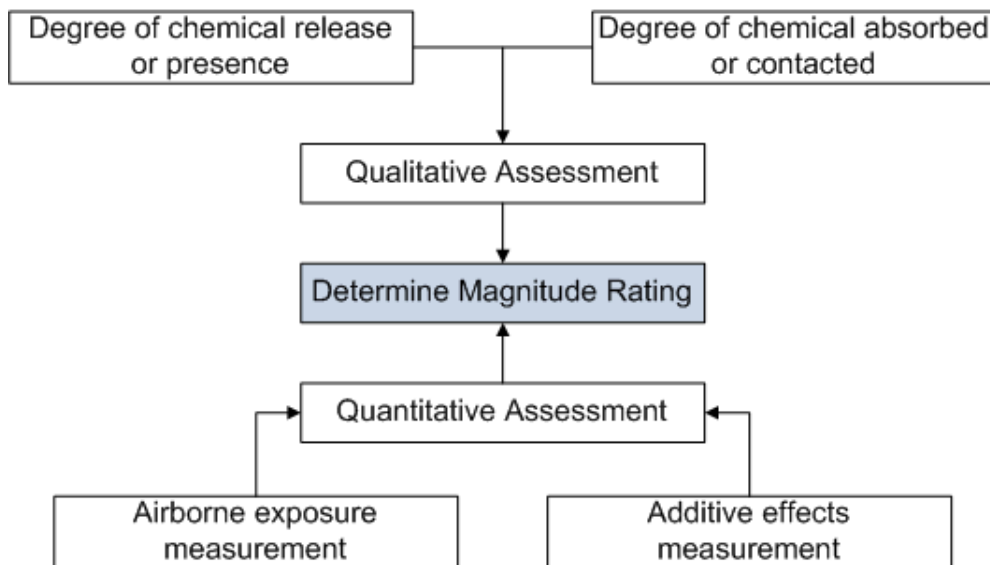 Degree of chemical release
or presence
Degree of chemical absorbed
or contacted
Qualitative Assessment
Determine Magnitude Rating
Quantitative Assessment
Airborne exposure
measurement
Additive effects
measurement